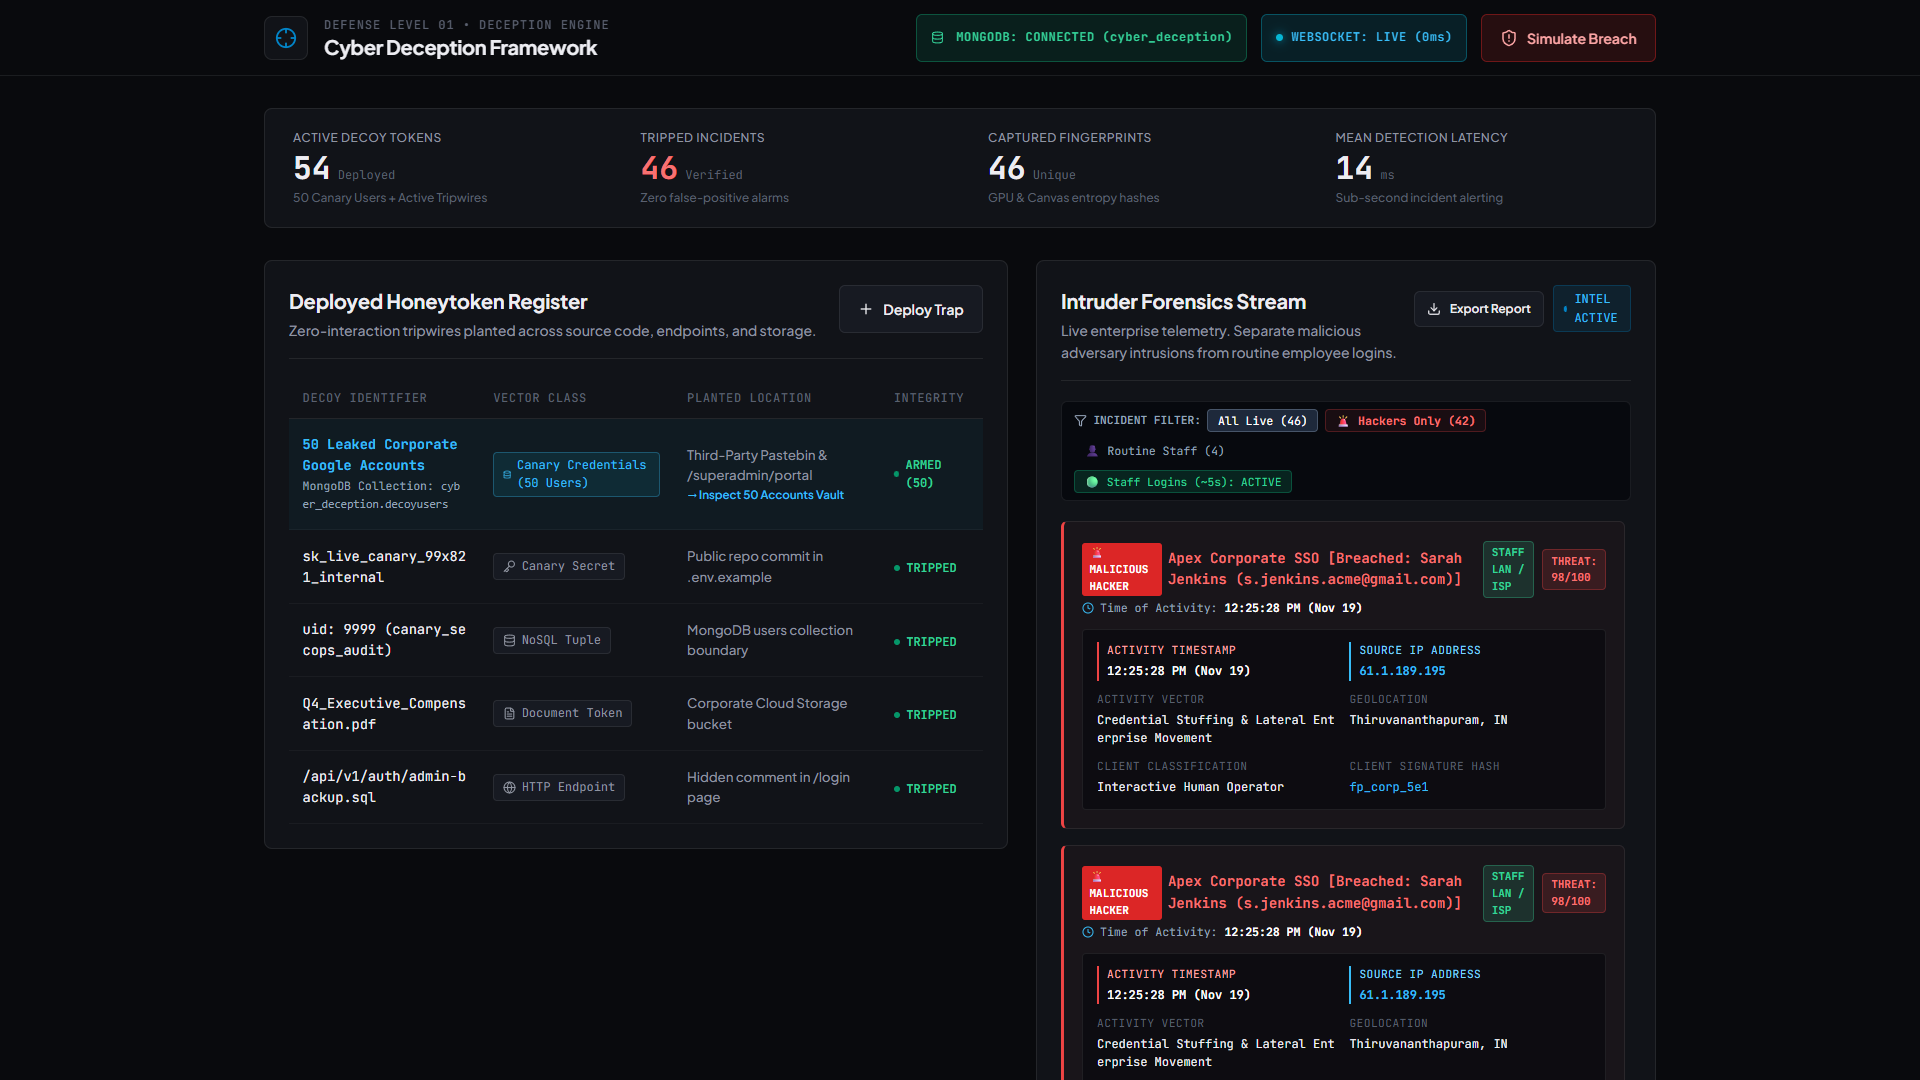 DEFENSE LEVEL 01 • DECEPTION ENGINE
Cyber Deception Framework
MONGODB: CONNECTED (cyber_deception)
WEBSOCKET: LIVE (0ms)
Simulate Breach
ACTIVE DECOY TOKENS
54 Deployed
50 Canary Users + Active Tripwires
TRIPPED INCIDENTS
46 Verified
Zero false-positive alarms
CAPTURED FINGERPRINTS
46 Unique
GPU & Canvas entropy hashes
MEAN DETECTION LATENCY
14 ms
Sub-second incident alerting
Deployed Honeytoken Register
Zero-interaction tripwires planted across source code, endpoints, and storage.
+ Deploy Trap
DECOY IDENTIFIER VECTOR CLASS PLANTED LOCATION INTEGRITY
50 Leaked Corporate
Google Accounts
MongoDB Collection: cyb
er_deception.decoyusers
Canary Credentials
(50 Users)
Third-Party Pastebin &
/superadmin/portal
→Inspect 50 Accounts Vault
ARMED
(50)
sk_live_canary_99x82
1_internal
Canary Secret
Public repo commit in
.env.example
TRIPPED
uid: 9999 (canary_se
cops_audit)
NoSQL Tuple
MongoDB users collection
boundary
TRIPPED
Q4_Executive_Compens
ation.pdf
Document Token
Corporate Cloud Storage
bucket
TRIPPED
/api/v1/auth/admin-b
ackup.sql
HTTP Endpoint
Hidden comment in /login
page
TRIPPED
Intruder Forensics Stream
Live enterprise telemetry. Separate malicious
adversary intrusions from routine employee logins.
Export Report
INTEL
ACTIVE
INCIDENT FILTER: All Live (46) Hackers Only (42)
Routine Staff (4)
Staff Logins (~5s): ACTIVE
MALICIOUS
HACKER
Apex Corporate SSO [Breached: Sarah
Jenkins (s.jenkins.acme@gmail.com)]
STAFF
LAN /
ISP
THREAT:
98/100
Time of Activity: 12:25:28 PM (Nov 19)
ACTIVITY TIMESTAMP
12:25:28 PM (Nov 19)
SOURCE IP ADDRESS
61.1.189.195
ACTIVITY VECTOR
Credential Stuffing & Lateral Ent
erprise Movement
GEOLOCATION
Thiruvananthapuram, IN
CLIENT CLASSIFICATION
Interactive Human Operator
CLIENT SIGNATURE HASH
fp_corp_5e1
MALICIOUS
HACKER
Apex Corporate SSO [Breached: Sarah
Jenkins (s.jenkins.acme@gmail.com)]
STAFF
LAN /
ISP
THREAT:
98/100
Time of Activity: 12:25:28 PM (Nov 19)
ACTIVITY TIMESTAMP
12:25:28 PM (Nov 19)
SOURCE IP ADDRESS
61.1.189.195
ACTIVITY VECTOR
Credential Stuffing & Lateral Ent
erprise Movement
GEOLOCATION
Thiruvananthapuram, IN